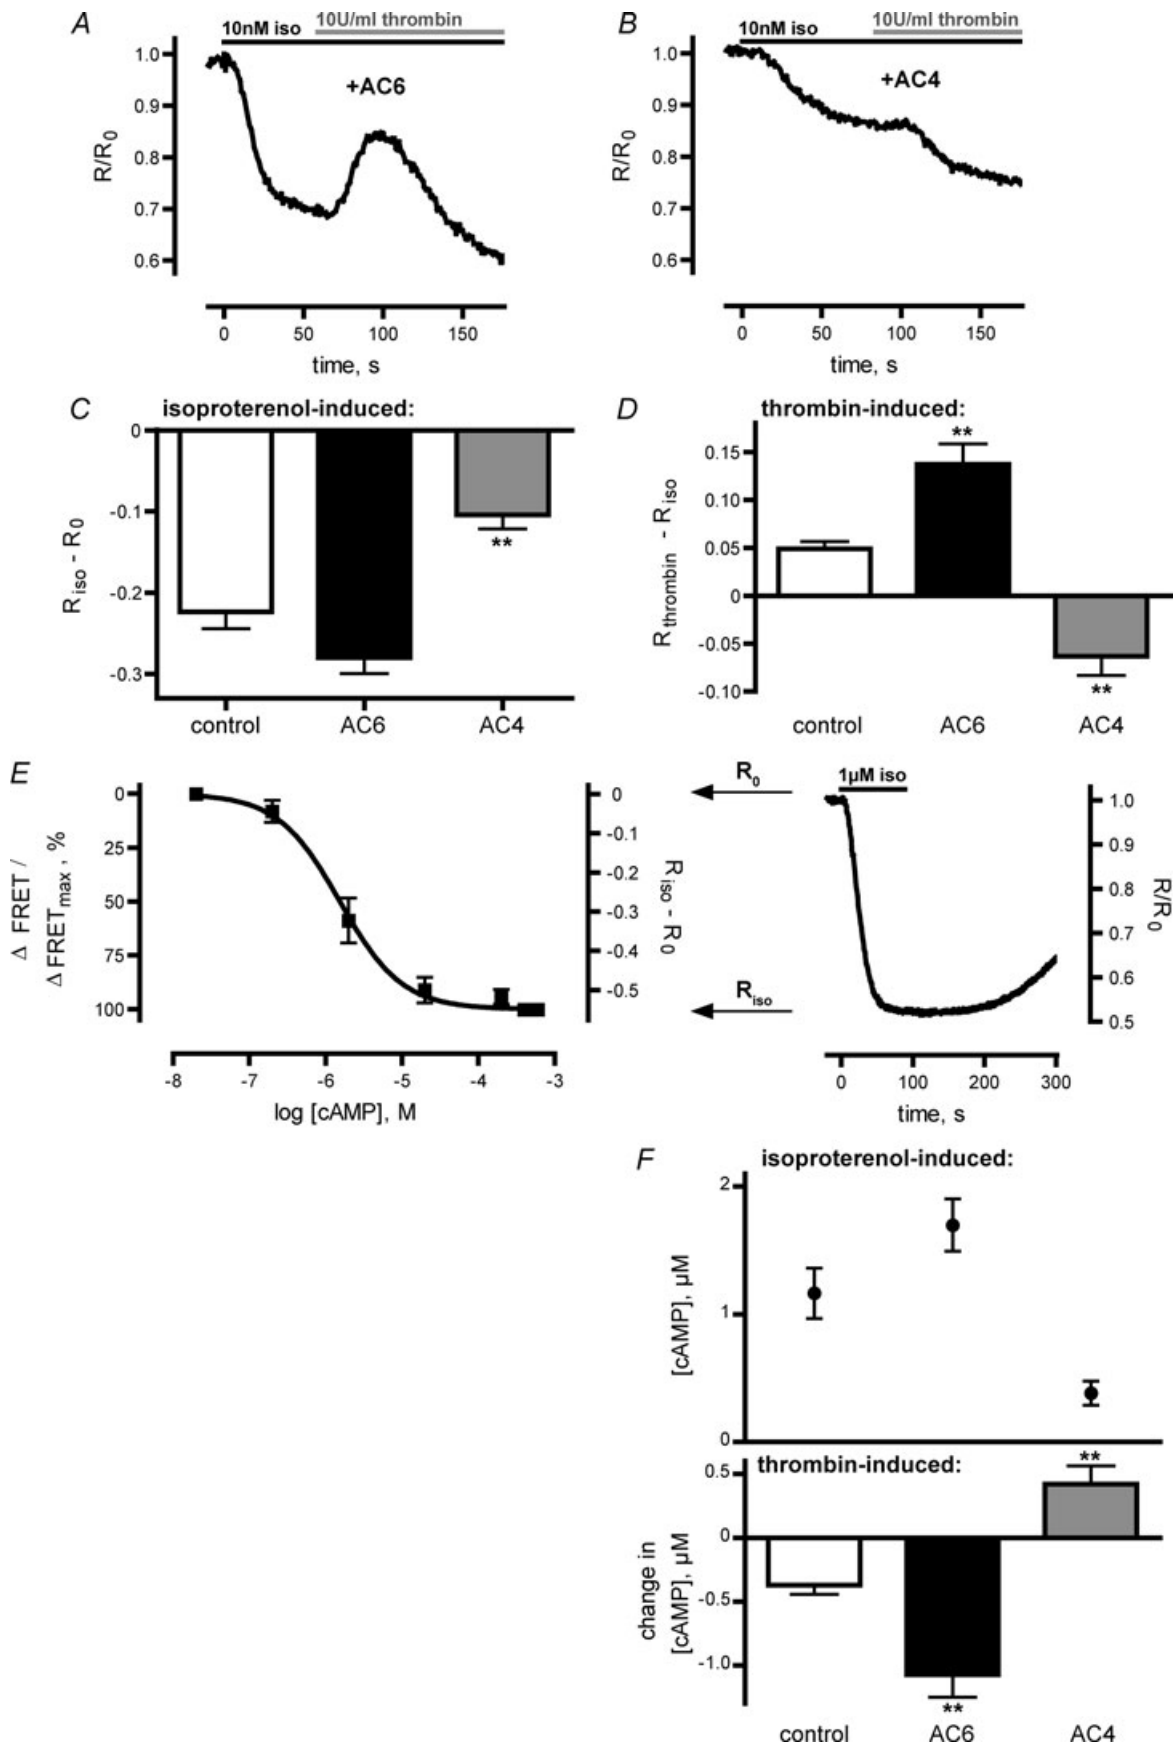 A
10nM iso
10U/ml thrombin
+AC6
R/R0
1.0
0.9
0.8
0.7
0.6
0
50
100
150
time, s
B
10nM iso
10U/ml thrombin
+AC4
R/R0
1.0
0.9
0.8
0.7
0.6
0
50
100
150
time, s
C
isoproterenol-induced:
Riso - R0
0
-0.1
-0.2
-0.3
**
control
AC6
AC4
D
thrombin-induced:
Rthrombin - Riso
0.15
0.10
0.05
0
-0.05
-0.10
**
**
control
AC6
AC4
E
Δ FRET /
Δ FRETmax , %
0
25
50
75
100
-8
-7
-6
-5
-4
-3
log [cAMP], M
0
-0.1
-0.2
-0.3
-0.4
-0.5
Riso - R0
R0
Riso
1µM iso
1.0
0.9
0.8
0.7
0.6
0.5
R/R0
0
100
200
300
time, s
F
isoproterenol-induced:
[cAMP], µM
2
1
0
thrombin-induced:
change in
[cAMP], µM
0.5
0
-0.5
-1.0
**
**
control
AC6
AC4